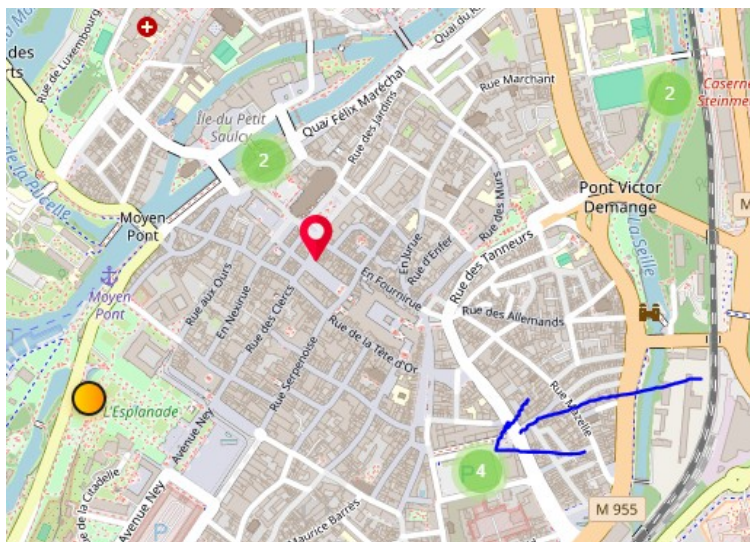 des
rts
Rue de Luxembourg
Quai du R
Rue Marchant
Île-du Petit
Saulcy
Quai Félix Maréchal
Rue des Jardins
Caserne
Steinme
2
2
de la Pucelle
Pont Victor
Demange
M
Moyen
Pont
Rue des Murs
La Seille
En Jurue
Rue d'Enfer
Rue des Tanneurs
Moyen
Pont
Rue aux Ours
En Nexirue
Rue des Clercs
En Fournirue
Rue des Allemands
Rue de la Tête d'Or
Rue Serpenoise
Rue Mazelle
L'Esplanade
Avenue Ney
P
4
e de la Citadelle
Avenue Ney
P
Maurice Barrès
M 955